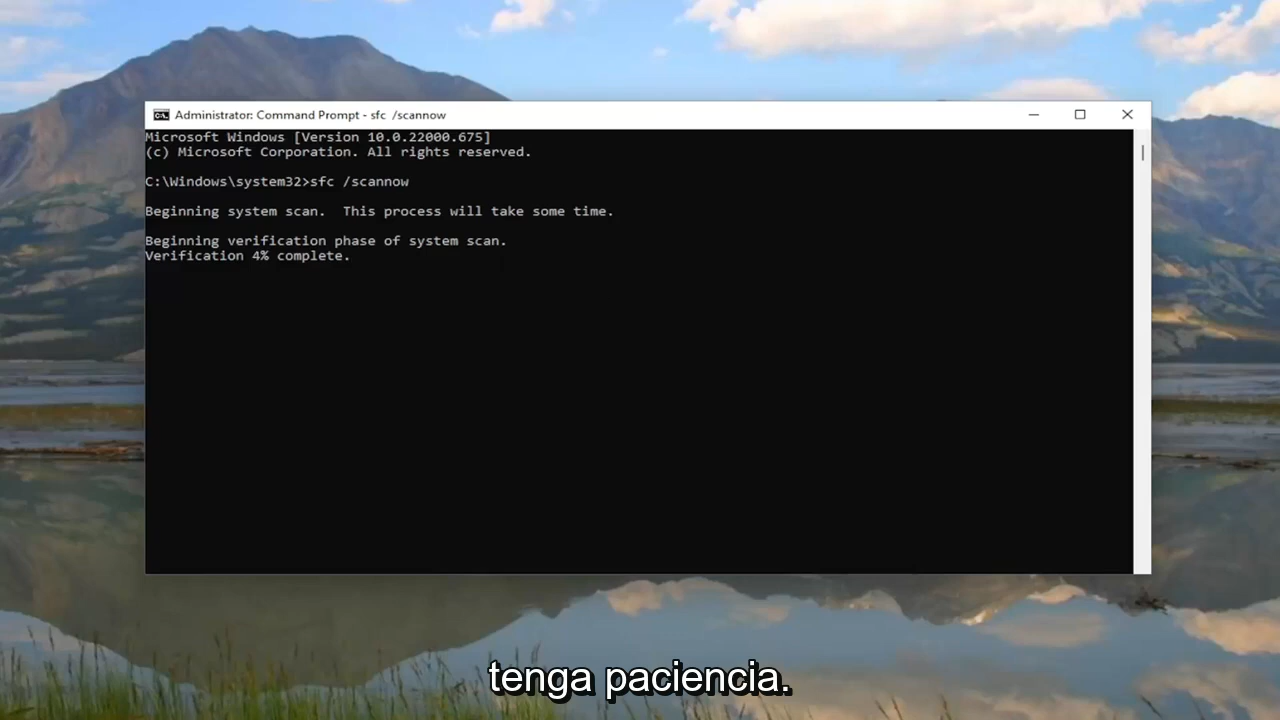 Administrator: Command Prompt - sfc /scannow
Microsoft Windows [Version 10.0.22000.675]
(c) Microsoft Corporation. All rights reserved.
C:\Windows\system32>sfc /scannow
Beginning system scan.  This process will take some time.
Beginning verification phase of system scan.
Verification 4% complete.
tenga paciencia.